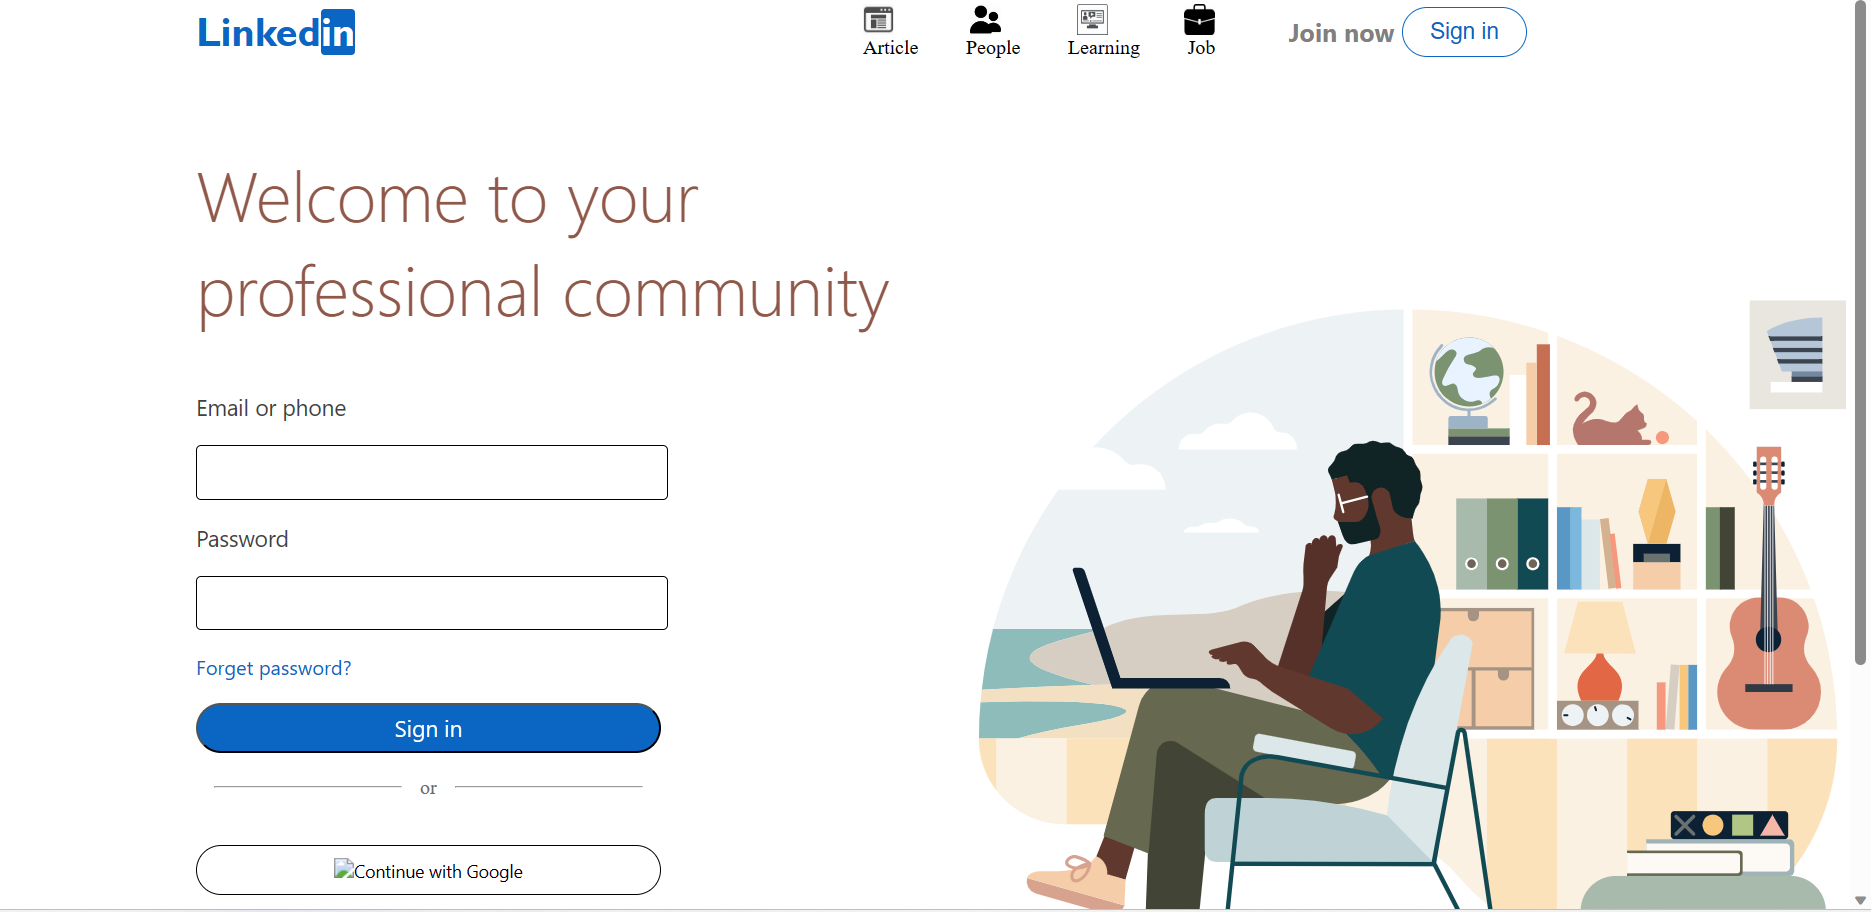 Linkedin
Article People Learning Job
Join now Sign in
Welcome to your
professional community
Email or phone
Password
Forget password?
Sign in
or
Continue with Google